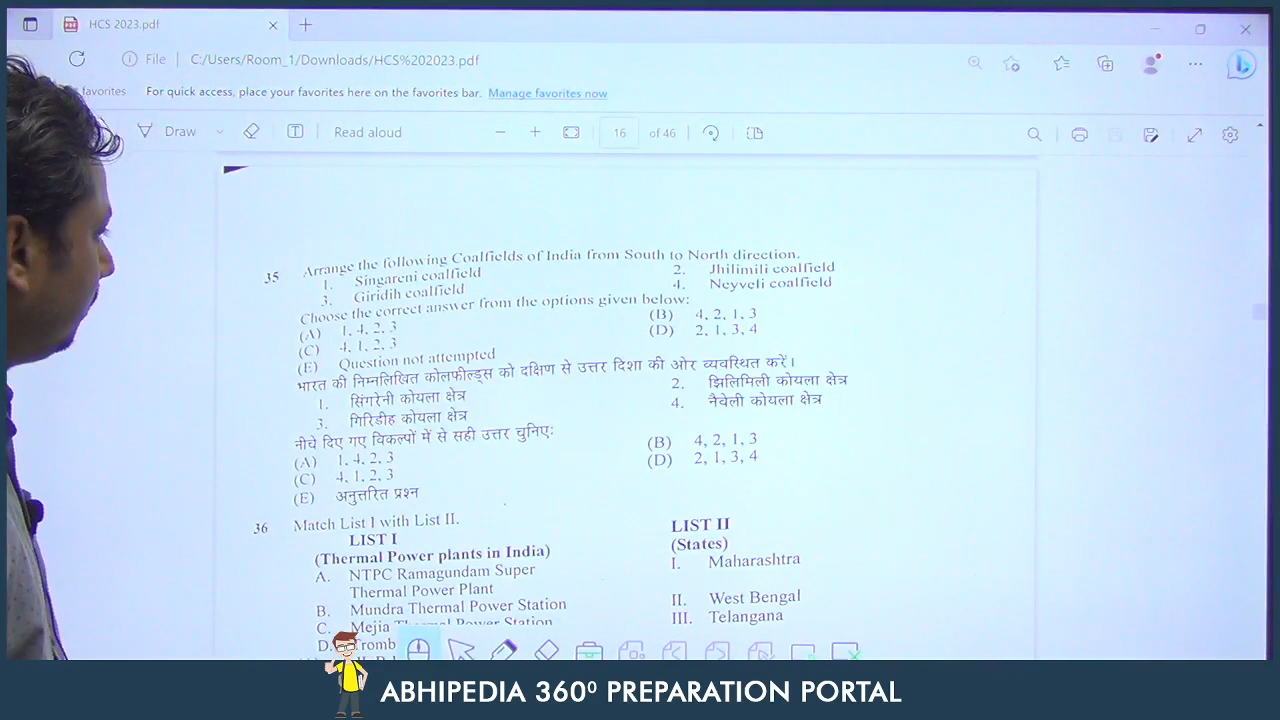 HCS 2023.pdf
File C:/Users/Room_1/Downloads/HCS%202023.pdf
favorites For quick access, place your favorites here on the favorites bar. Manage favorites now
Draw Read aloud 16 of 46
35 Arrange the following Coalfields of India from South to North direction.
1. Singareni coalfield 2. Jhilimili coalfield
3. Giridih coalfield 4. Neyveli coalfield
Choose the correct answer from the options given below:
(A) 1, 4, 2, 3 (B) 4, 2, 1, 3
(C) 4, 1, 2, 3 (D) 2, 1, 3, 4
(E) Question not attempted
भारत की निम्नलिखित कोलफील्ड्स को दक्षिण से उत्तर दिशा की ओर व्यवस्थित करें।
1. सिंगरेनी कोयला क्षेत्र 2. झिलिमिली कोयला क्षेत्र
3. गिरिडीह कोयला क्षेत्र 4. नैवेली कोयला क्षेत्र
नीचे दिए गए विकल्पों में से सही उत्तर चुनिए:
(A) 1, 4, 2, 3 (B) 4, 2, 1, 3
(C) 4, 1, 2, 3 (D) 2, 1, 3, 4
(E) अनुत्तरित प्रश्न
36 Match List I with List II.
LIST I LIST II
(Thermal Power plants in India) (States)
A. NTPC Ramagundam Super I. Maharashtra
Thermal Power Plant
B. Mundra Thermal Power Station II. West Bengal
C. Mejia Thermal Power Station III. Telangana
D. Tromb
ABHIPEDIA 360⁰ PREPARATION PORTAL